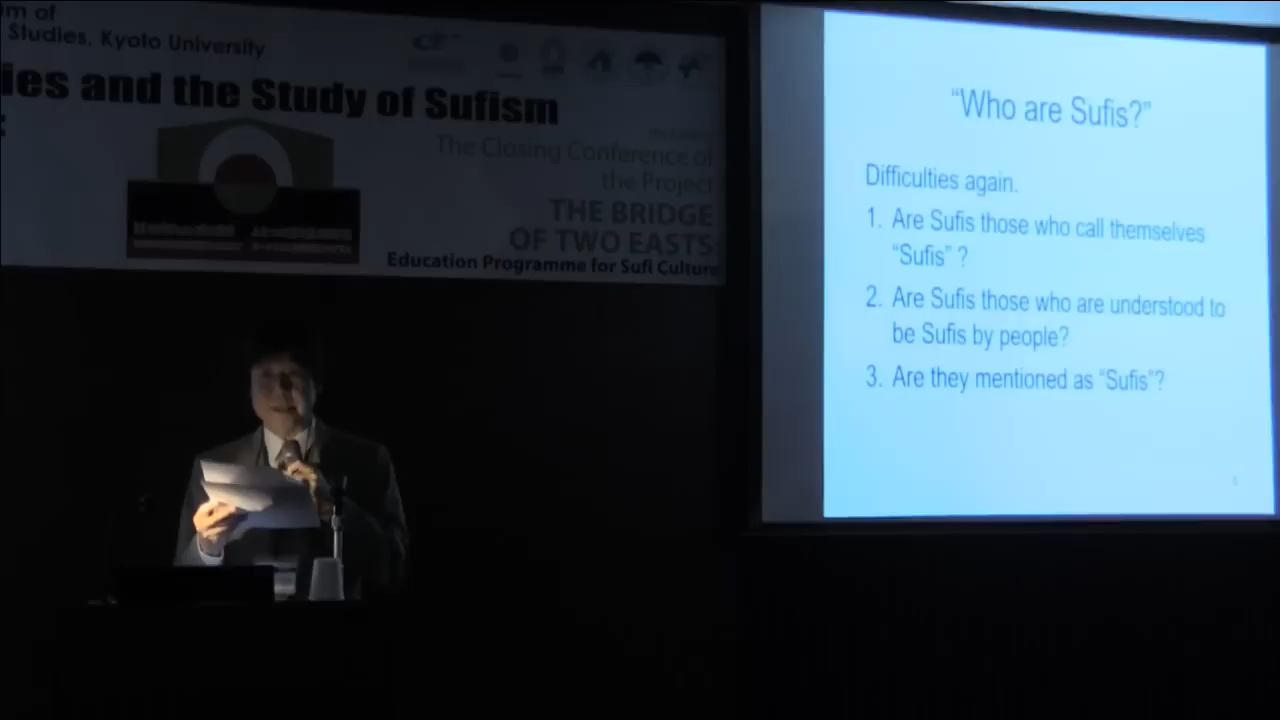 m of
Studies, Kyoto University
ies and the Study of Sufism
The Closing Conference of
the Project
THE BRIDGE
OF TWO EASTS:
Education Programme for Sufi Culture
“Who are Sufis?”
Difficulties again.
1. Are Sufis those who call themselves
“Sufis” ?
2. Are Sufis those who are understood to
be Sufis by people?
3. Are they mentioned as “Sufis”?